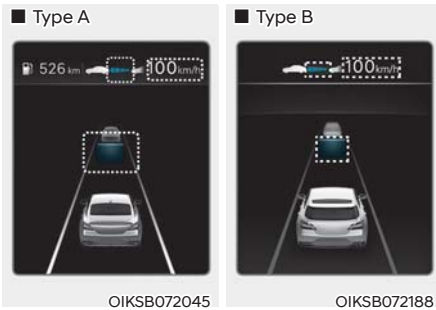 ■ Type A
526 km
100km/h
OIKSB072045
■ Type B
100km/h
OIKSB072188